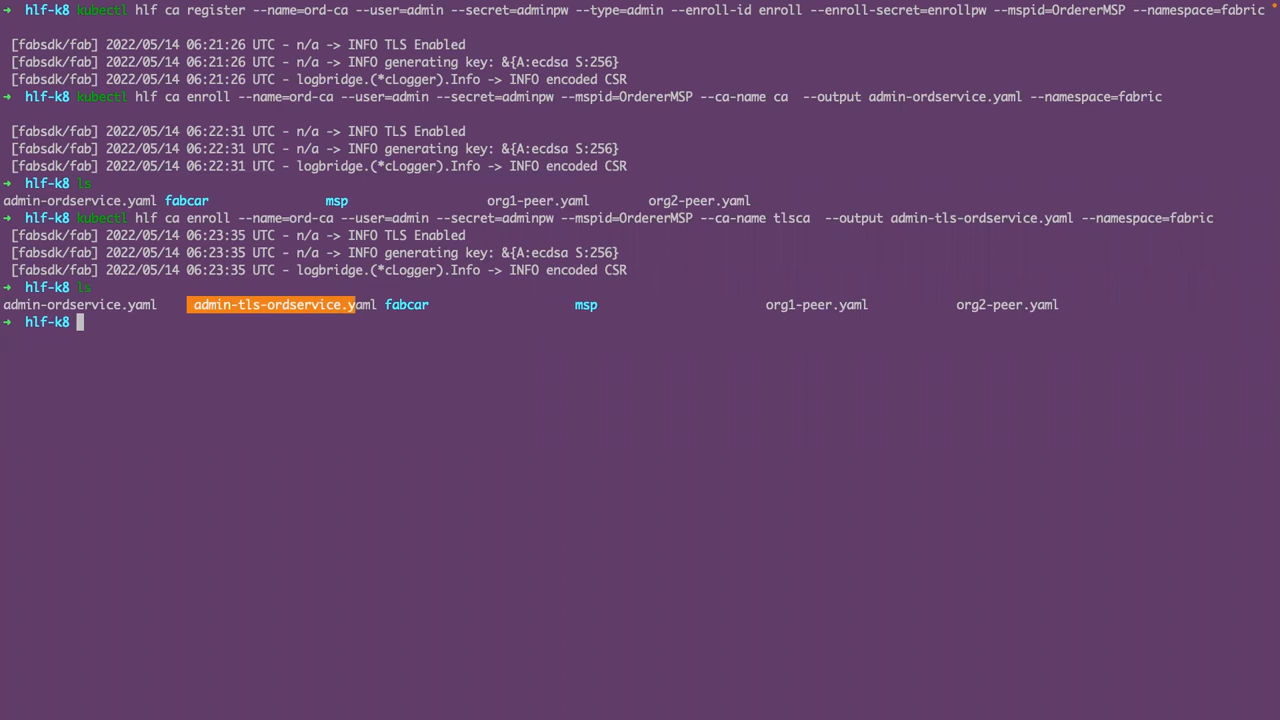 ➜  hlf-k8 kubectl hlf ca register --name=ord-ca --user=admin --secret=adminpw --type=admin --enroll-id enroll --enroll-secret=enrollpw --mspid=OrdererMSP --namespace=fabric
[fabsdk/fab] 2022/05/14 06:21:26 UTC - n/a -> INFO TLS Enabled
[fabsdk/fab] 2022/05/14 06:21:26 UTC - n/a -> INFO generating key: &{A:ecdsa S:256}
[fabsdk/fab] 2022/05/14 06:21:26 UTC - logbridge.(*cLogger).Info -> INFO encoded CSR
➜  hlf-k8 kubectl hlf ca enroll --name=ord-ca --user=admin --secret=adminpw --mspid=OrdererMSP --ca-name ca  --output admin-ordservice.yaml --namespace=fabric
[fabsdk/fab] 2022/05/14 06:22:31 UTC - n/a -> INFO TLS Enabled
[fabsdk/fab] 2022/05/14 06:22:31 UTC - n/a -> INFO generating key: &{A:ecdsa S:256}
[fabsdk/fab] 2022/05/14 06:22:31 UTC - logbridge.(*cLogger).Info -> INFO encoded CSR
➜  hlf-k8 ls
admin-ordservice.yaml fabcar msp org1-peer.yaml org2-peer.yaml
➜  hlf-k8 kubectl hlf ca enroll --name=ord-ca --user=admin --secret=adminpw --mspid=OrdererMSP --ca-name tlsca  --output admin-tls-ordservice.yaml --namespace=fabric
[fabsdk/fab] 2022/05/14 06:23:35 UTC - n/a -> INFO TLS Enabled
[fabsdk/fab] 2022/05/14 06:23:35 UTC - n/a -> INFO generating key: &{A:ecdsa S:256}
[fabsdk/fab] 2022/05/14 06:23:35 UTC - logbridge.(*cLogger).Info -> INFO encoded CSR
➜  hlf-k8 ls
admin-ordservice.yaml admin-tls-ordservice.yaml fabcar msp org1-peer.yaml org2-peer.yaml
➜  hlf-k8